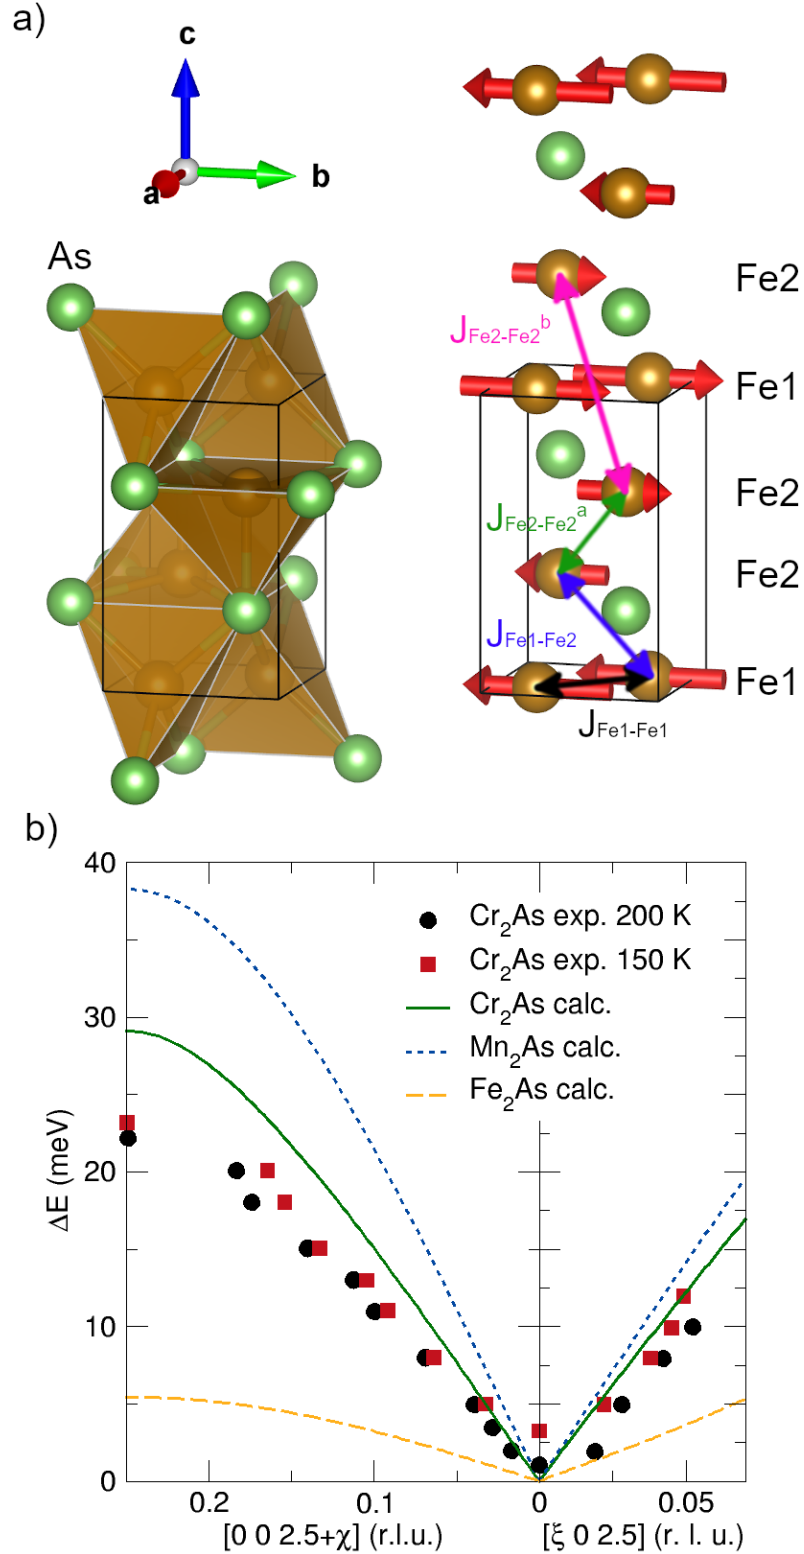 a)
c
b
a
As
Fe2
J_Fe2-Fe2^b
Fe1
Fe2
J_Fe2-Fe2^a
Fe2
J_Fe1-Fe2
Fe1
J_Fe1-Fe1
b)
40
30
20
10
0
ΔE (meV)
Cr₂As exp. 200 K
Cr₂As exp. 150 K
Cr₂As calc.
Mn₂As calc.
Fe₂As calc.
0.2 0.1 0 0.05
[0 0 2.5+χ] (r.l.u.) [ξ 0 2.5] (r. l. u.)